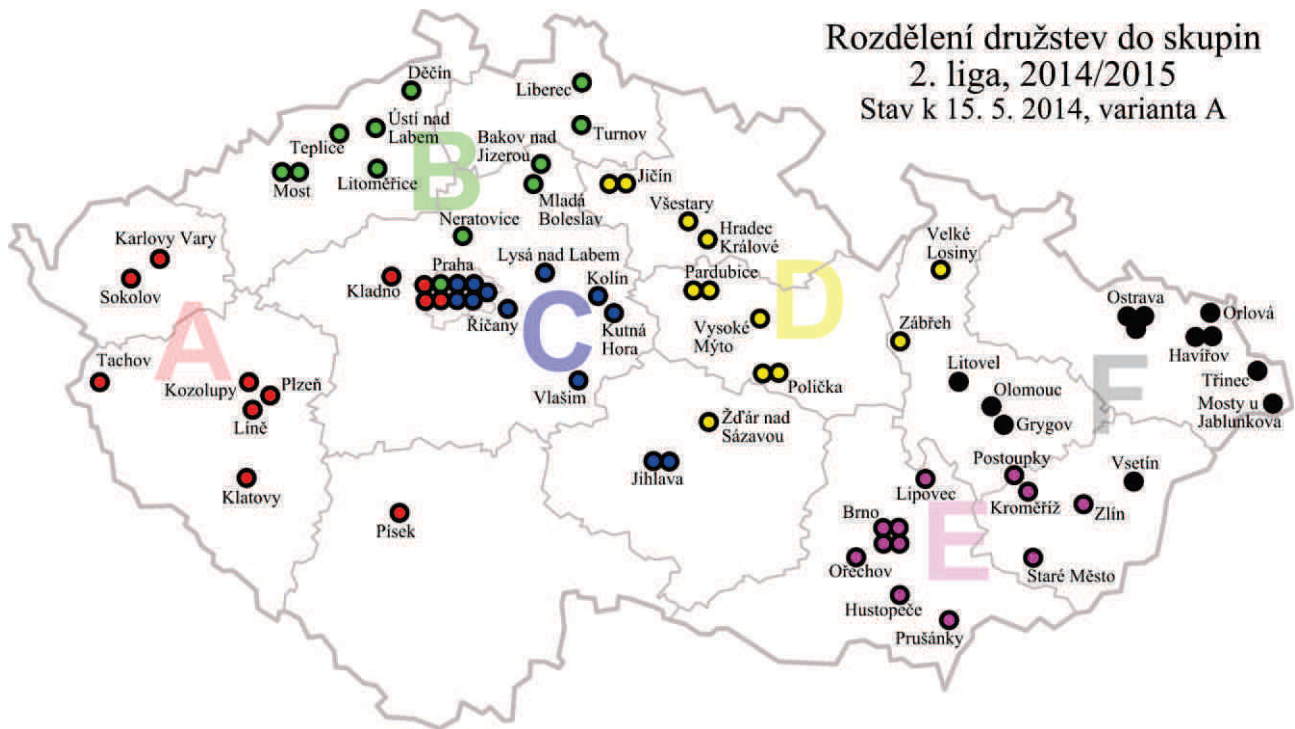 Rozdělení družstev do skupin
2. liga, 2014/2015
Stav k 15. 5. 2014, varianta A
Děčín
Liberec
Ústí nad
Labem
Teplice
Turnov
Bakov nad
Jizerou
B
Most
Litoměřice
Jičín
Mladá
Boleslav
Všestary
Neratovice
Hradec
Králové
Velké
Losiny
Karlovy Vary
Lysá nad Labem
Praha
Kolín
Pardubice
Kladno
Sokolov
D
Ostrava
Orlová
A
Říčany
C
Kutná
Hora
Vysoké
Mýto
Zábřeh
Havířov
Tachov
Litovel
F
Kozolupy
Plzeň
Vlašim
Polička
Třinec
Olomouc
Mosty u
Jablunkova
Líně
Žďár nad
Sázavou
Grygov
Postoupky
Vsetín
Jihlava
Klatovy
Lipovec
Kroměříž
Zlín
Písek
Brno
E
Ořechov
Staré Město
Hustopeče
Prušánky